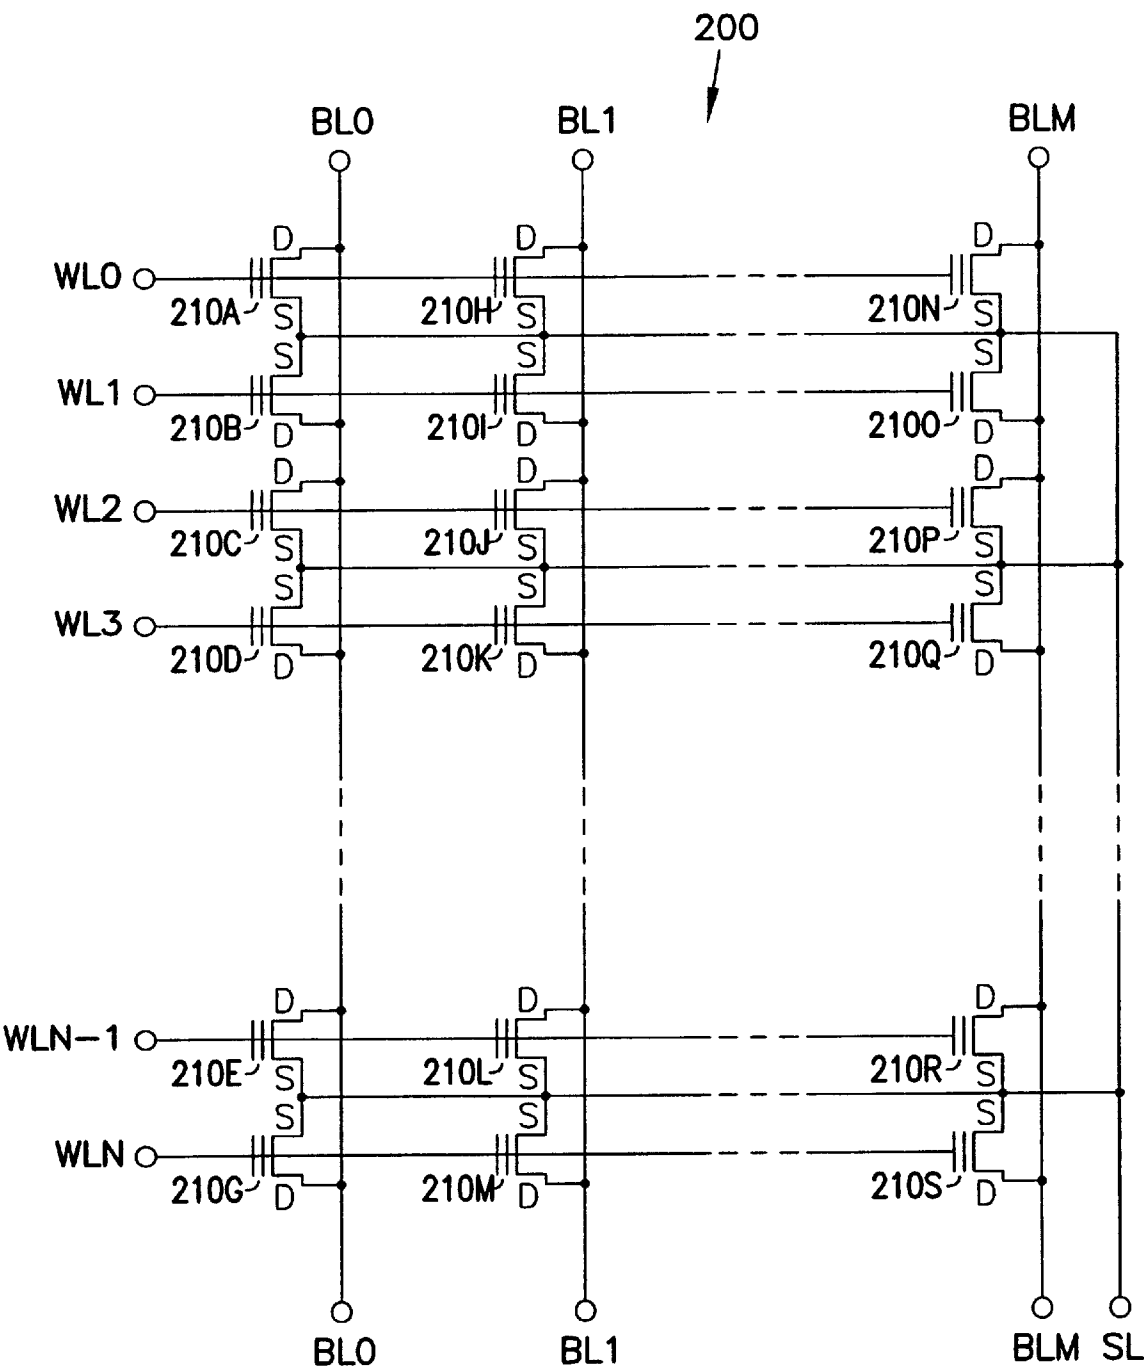 200
BL0 BL1 BLM
D D D
WL0
210A S 210H S 210N S
S S S
WL1
210B D 210I D 210O D
D D D
WL2
210C S 210J S 210P S
S S S
WL3
210D D 210K D 210Q D
D D D
WLN-1
210E S 210L S 210R S
S S S
WLN
210G D 210M D 210S D
BL0 BL1 BLM SL